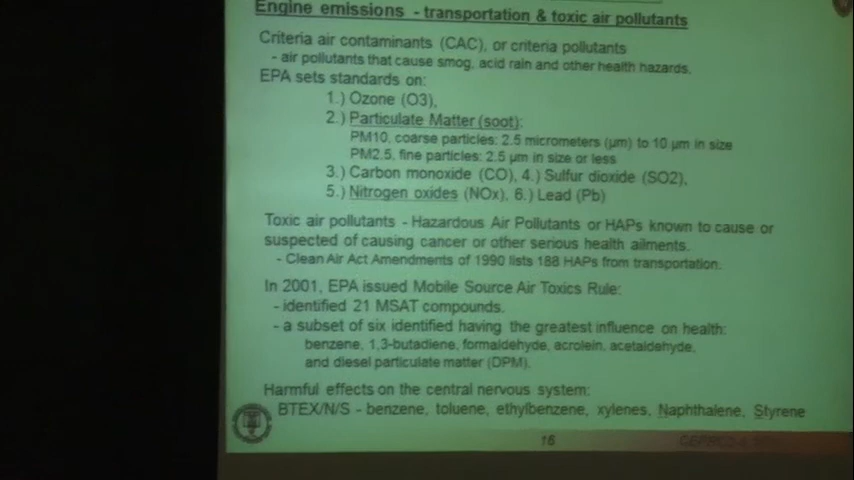 Engine emissions - transportation & toxic air pollutants
Criteria air contaminants (CAC), or criteria pollutants
- air pollutants that cause smog, acid rain and other health hazards.
EPA sets standards on:
1.) Ozone (O3),
2.) Particulate Matter (soot):
PM10, coarse particles: 2.5 micrometers (μm) to 10 μm in size
PM2.5, fine particles: 2.5 μm in size or less
3.) Carbon monoxide (CO), 4.) Sulfur dioxide (SO2),
5.) Nitrogen oxides (NOx), 6.) Lead (Pb)
Toxic air pollutants - Hazardous Air Pollutants or HAPs known to cause or
suspected of causing cancer or other serious health ailments.
- Clean Air Act Amendments of 1990 lists 188 HAPs from transportation.
In 2001, EPA issued Mobile Source Air Toxics Rule:
- identified 21 MSAT compounds.
- a subset of six identified having the greatest influence on health:
benzene, 1,3-butadiene, formaldehyde, acrolein, acetaldehyde,
and diesel particulate matter (DPM).
Harmful effects on the central nervous system:
BTEX/N/S - benzene, toluene, ethylbenzene, xylenes, Naphthalene, Styrene
16